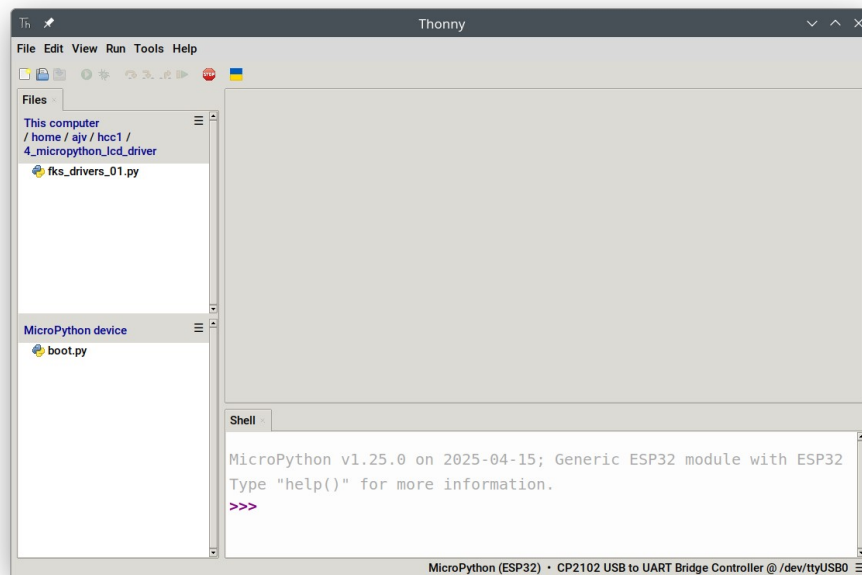 Th Thonny
File Edit View Run Tools Help
STOP
Files
This computer
/ home / ajv / hcc1 /
4_micropython_lcd_driver
fks_drivers_01.py
MicroPython device
boot.py
Shell
MicroPython v1.25.0 on 2025-04-15; Generic ESP32 module with ESP32
Type "help()" for more information.
>>>
MicroPython (ESP32) • CP2102 USB to UART Bridge Controller @ /dev/ttyUSB0